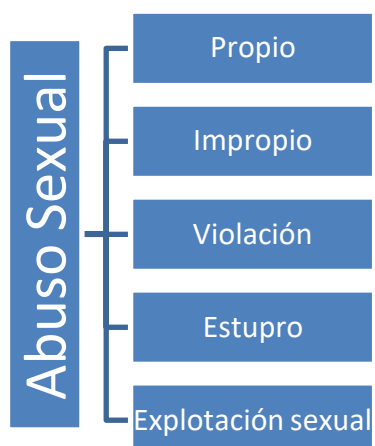 Abuso Sexual
Propio
Impropio
Violación
Estupro
Explotación sexual